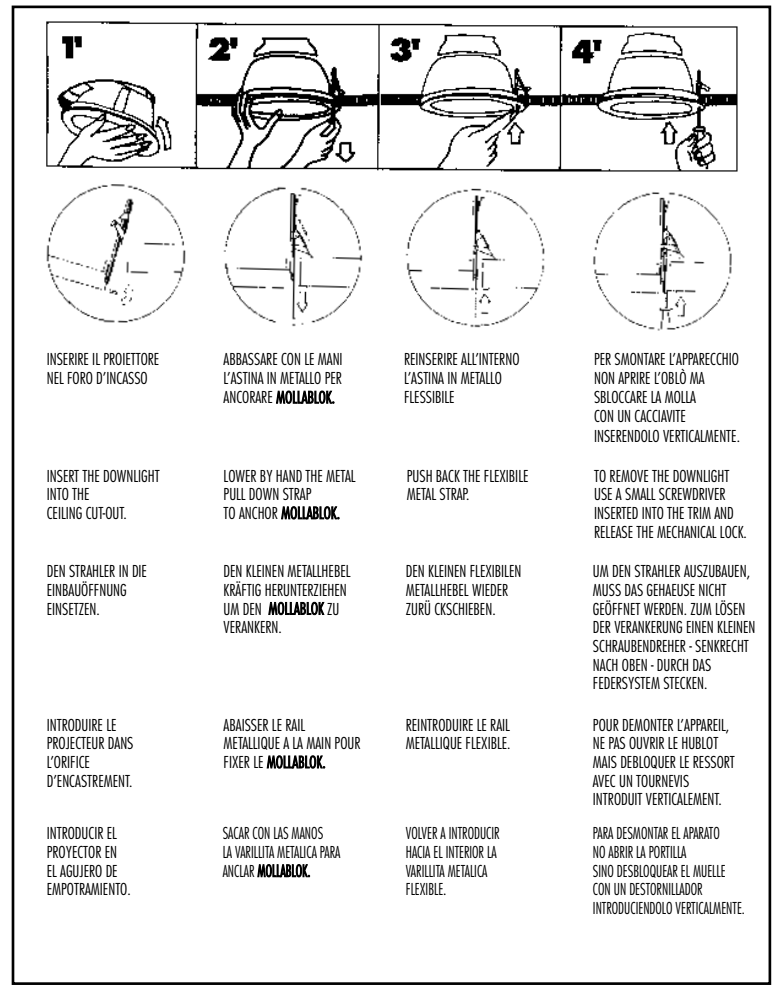 1'
2'
3'
4'
INSERIRE IL PROIETTORE
NEL FORO D'INCASSO
ABBASSARE CON LE MANI
L'ASTINA IN METALLO PER
ANCORARE MOLLABLOK.
REINSERIRE ALL'INTERNO
L'ASTINA IN METALLO
FLESSIBILE
PER SMONTARE L'APPARECCHIO
NON APRIRE L'OBLÒ MA
SBLOCCARE LA MOLLA
CON UN CACCIAVITE
INSERENDOLO VERTICALMENTE.
INSERT THE DOWNLIGHT
INTO THE
CEILING CUT-OUT.
LOWER BY HAND THE METAL
PULL DOWN STRAP
TO ANCHOR MOLLABLOK.
PUSH BACK THE FLEXIBILE
METAL STRAP.
TO REMOVE THE DOWNLIGHT
USE A SMALL SCREWDRIVER
INSERTED INTO THE TRIM AND
RELEASE THE MECHANICAL LOCK.
DEN STRAHLER IN DIE
EINBAUÖFFNUNG
EINSETZEN.
DEN KLEINEN METALLHEBEL
KRÄFTIG HERUNTERZIEHEN
UM DEN MOLLABLOK ZU
VERANKERN.
DEN KLEINEN FLEXIBILEN
METALLHEBEL WIEDER
ZURÜ CKSCHIEBEN.
UM DEN STRAHLER AUSZUBAUEN,
MUSS DAS GEHAEUSE NICHT
GEÖFFNET WERDEN. ZUM LÖSEN
DER VERANKERUNG EINEN KLEINEN
SCHRAUBENDREHER - SENKRECHT
NACH OBEN - DURCH DAS
FEDERSYSTEM STECKEN.
INTRODUIRE LE
PROJECTEUR DANS
L'ORIFICE
D'ENCASTREMENT.
ABAISSER LE RAIL
METALLIQUE A LA MAIN POUR
FIXER LE MOLLABLOK.
REINTRODUIRE LE RAIL
METALLIQUE FLEXIBLE.
POUR DEMONTER L'APPAREIL,
NE PAS OUVRIR LE HUBLOT
MAIS DEBLOQUER LE RESSORT
AVEC UN TOURNEVIS
INTRODUIT VERTICALEMENT.
INTRODUCIR EL
PROYECTOR EN
EL AGUJERO DE
EMPOTRAMIENTO.
SACAR CON LAS MANOS
LA VARILLITA METALICA PARA
ANCLAR MOLLABLOK.
VOLVER A INTRODUCIR
HACIA EL INTERIOR LA
VARILLITA METALICA
FLEXIBLE.
PARA DESMONTAR EL APARATO
NO ABRIR LA PORTILLA
SINO DESBLOQUEAR EL MUELLE
CON UN DESTORNILLADOR
INTRODUCIENDOLO VERTICALMENTE.